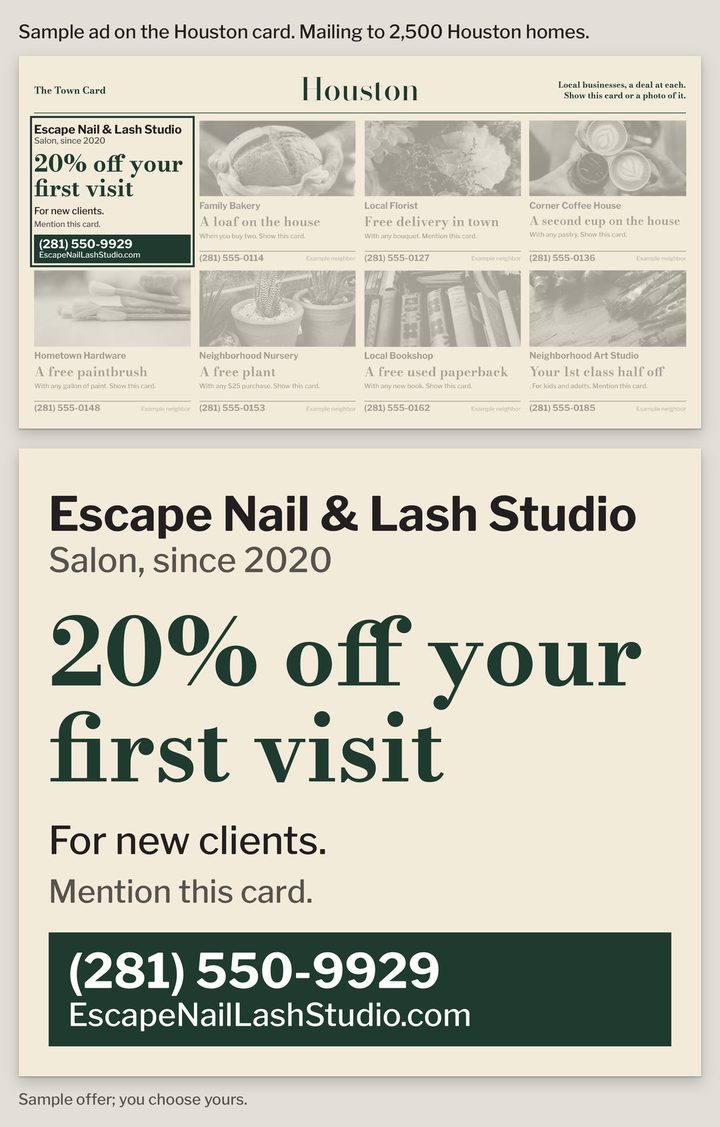 Sample ad on the Houston card. Mailing to 2,500 Houston homes.
The Town Card
Houston
Local businesses, a deal at each.
Show this card or a photo of it.
Escape Nail & Lash Studio
Salon, since 2020
20% off your
first visit
For new clients.
Mention this card.
(281) 550-9929
EscapeNailLashStudio.com
Family Bakery
A loaf on the house
When you buy two. Show this card.
(281) 555-0114
Example neighbor
Local Florist
Free delivery in town
With any bouquet. Mention this card.
(281) 555-0127
Example neighbor
Corner Coffee House
A second cup on the house
With any pastry. Show this card.
(281) 555-0136
Example neighbor
Hometown Hardware
A free paintbrush
With any gallon of paint. Show this card.
(281) 555-0148
Example neighbor
Neighborhood Nursery
A free plant
With any $25 purchase. Show this card.
(281) 555-0153
Example neighbor
Local Bookshop
A free used paperback
With any new book. Show this card.
(281) 555-0162
Example neighbor
Neighborhood Art Studio
Your 1st class half off
For kids and adults. Mention this card.
(281) 555-0185
Example neighbor
Escape Nail & Lash Studio
Salon, since 2020
20% off your
first visit
For new clients.
Mention this card.
(281) 550-9929
EscapeNailLashStudio.com
Sample offer; you choose yours.